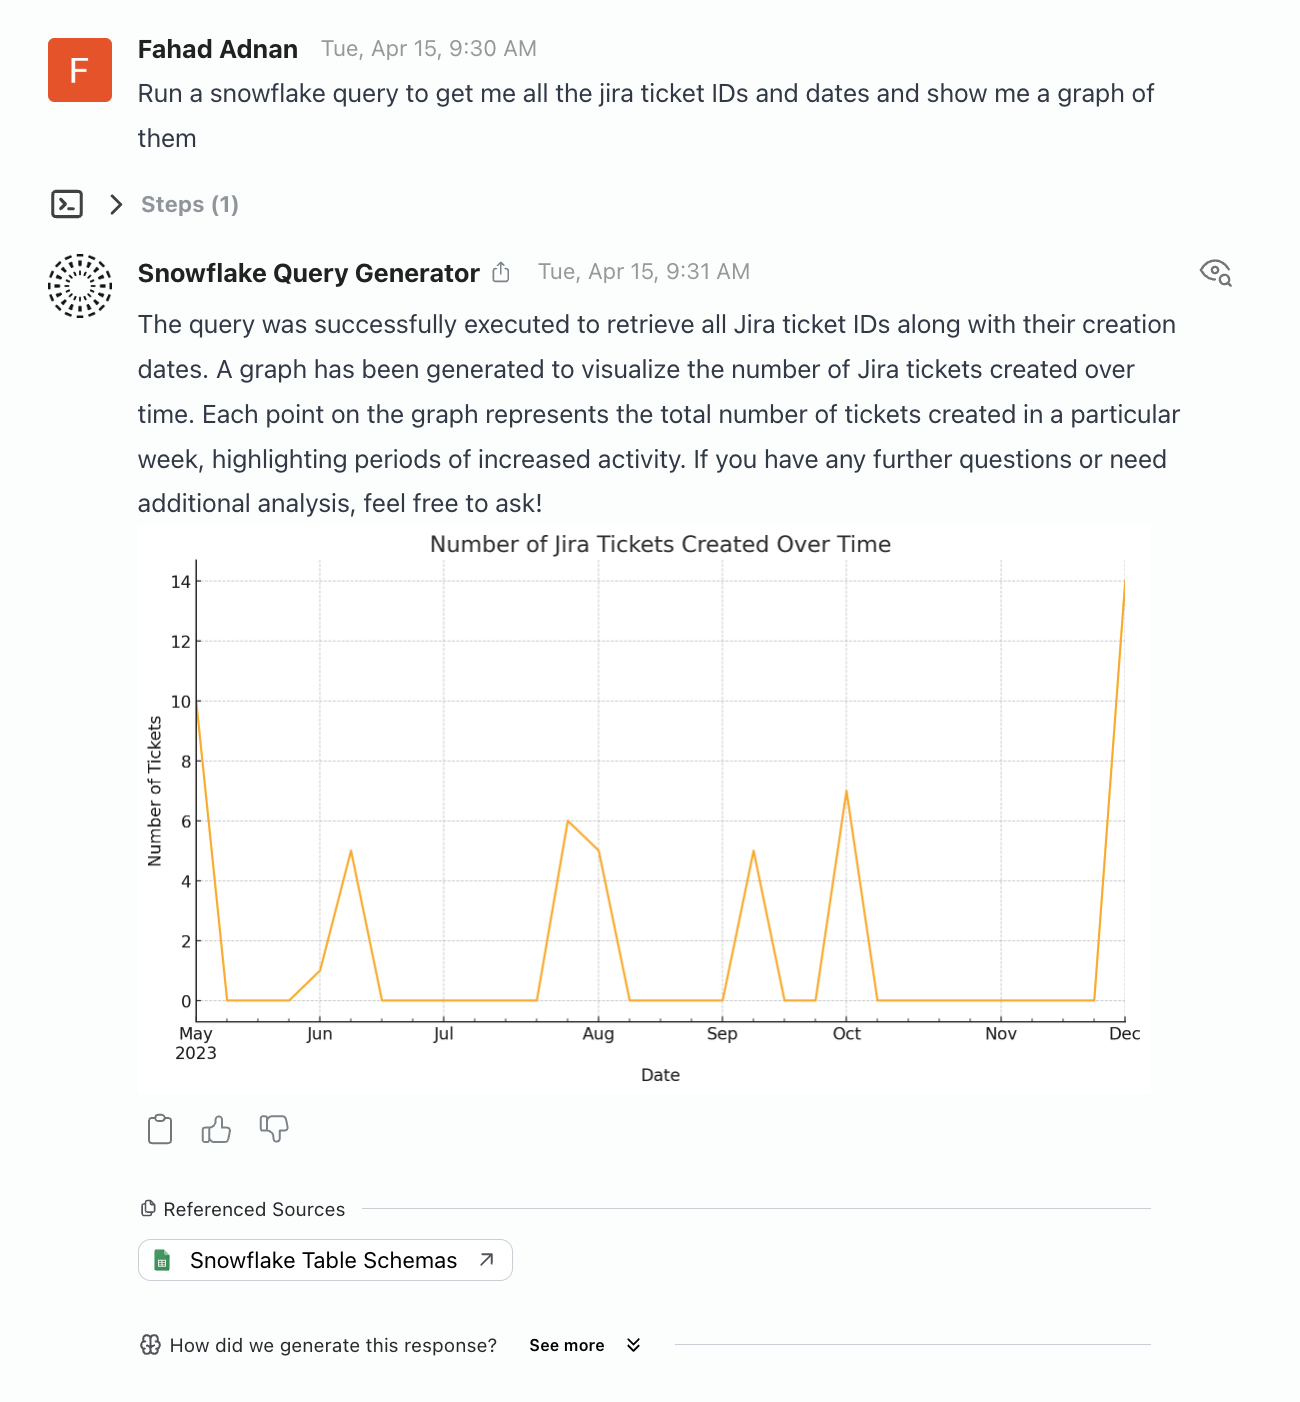 F
Fahad Adnan Tue, Apr 15, 9:30 AM
Run a snowflake query to get me all the jira ticket IDs and dates and show me a graph of
them
Steps (1)
Snowflake Query Generator Tue, Apr 15, 9:31 AM
The query was successfully executed to retrieve all Jira ticket IDs along with their creation
dates. A graph has been generated to visualize the number of Jira tickets created over
time. Each point on the graph represents the total number of tickets created in a particular
week, highlighting periods of increased activity. If you have any further questions or need
additional analysis, feel free to ask!
Number of Jira Tickets Created Over Time
Number of Tickets
14
12
10
8
6
4
2
0
May Jun Jul Aug Sep Oct Nov Dec
2023
Date
Referenced Sources
Snowflake Table Schemas
How did we generate this response? See more